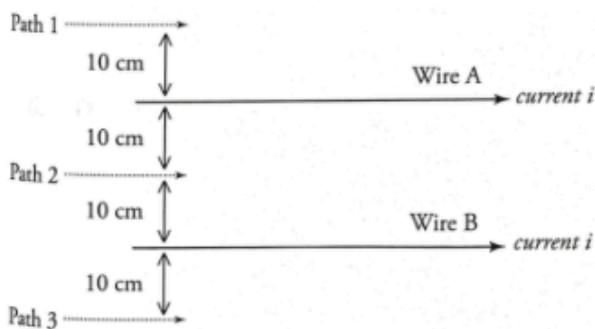 Path 1
10 cm
Wire A
current i
10 cm
Path 2
10 cm
Wire B
current i
10 cm
Path 3